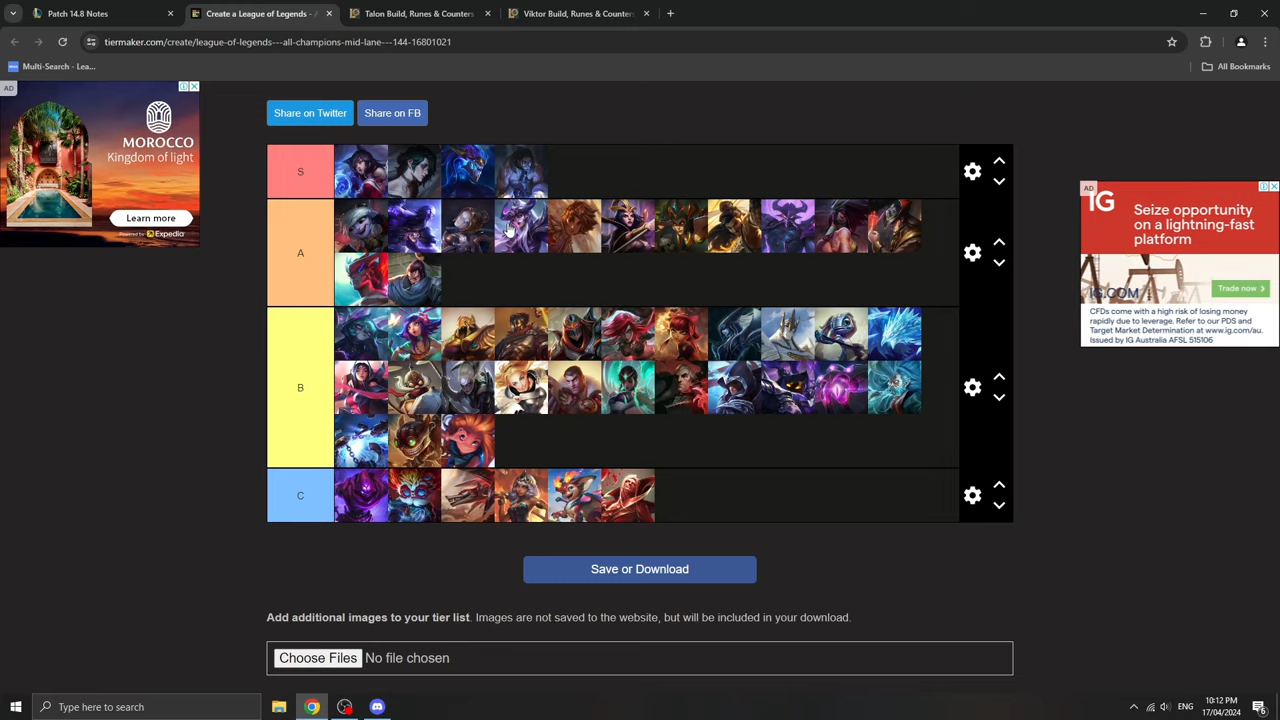 Patch 14.8 Notes
Create a League of Legends - A
Talon Build, Runes & Counters
Viktor Build, Runes & Counters
tiermaker.com/create/league-of-legends---all-champions-mid-lane---144-16801021
Multi-Search - Lea...
All Bookmarks
AD
MOROCCO
Kingdom of light
Learn more
Powered by Expedia
Share on Twitter
Share on FB
S
A
B
C
AD
IG
Seize opportunity
on a lightning-fast
platform
IG.COM
Trade now >
CFDs come with a high risk of losing money
rapidly due to leverage. Refer to our PDS and
Target Market Determination at www.ig.com/au.
Issued by IG Australia AFSL 515106
Save or Download
Add additional images to your tier list. Images are not saved to the website, but will be included in your download.
Choose Files No file chosen
Type here to search
ENG
10:12 PM
17/04/2024
6